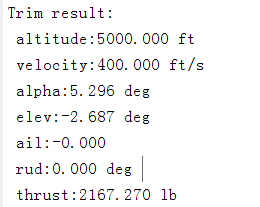 Trim result:
altitude:5000.000 ft
velocity:400.000 ft/s
alpha:5.296 deg
elev:-2.687 deg
ail:-0.000
rud:0.000 deg
thrust:2167.270 lb